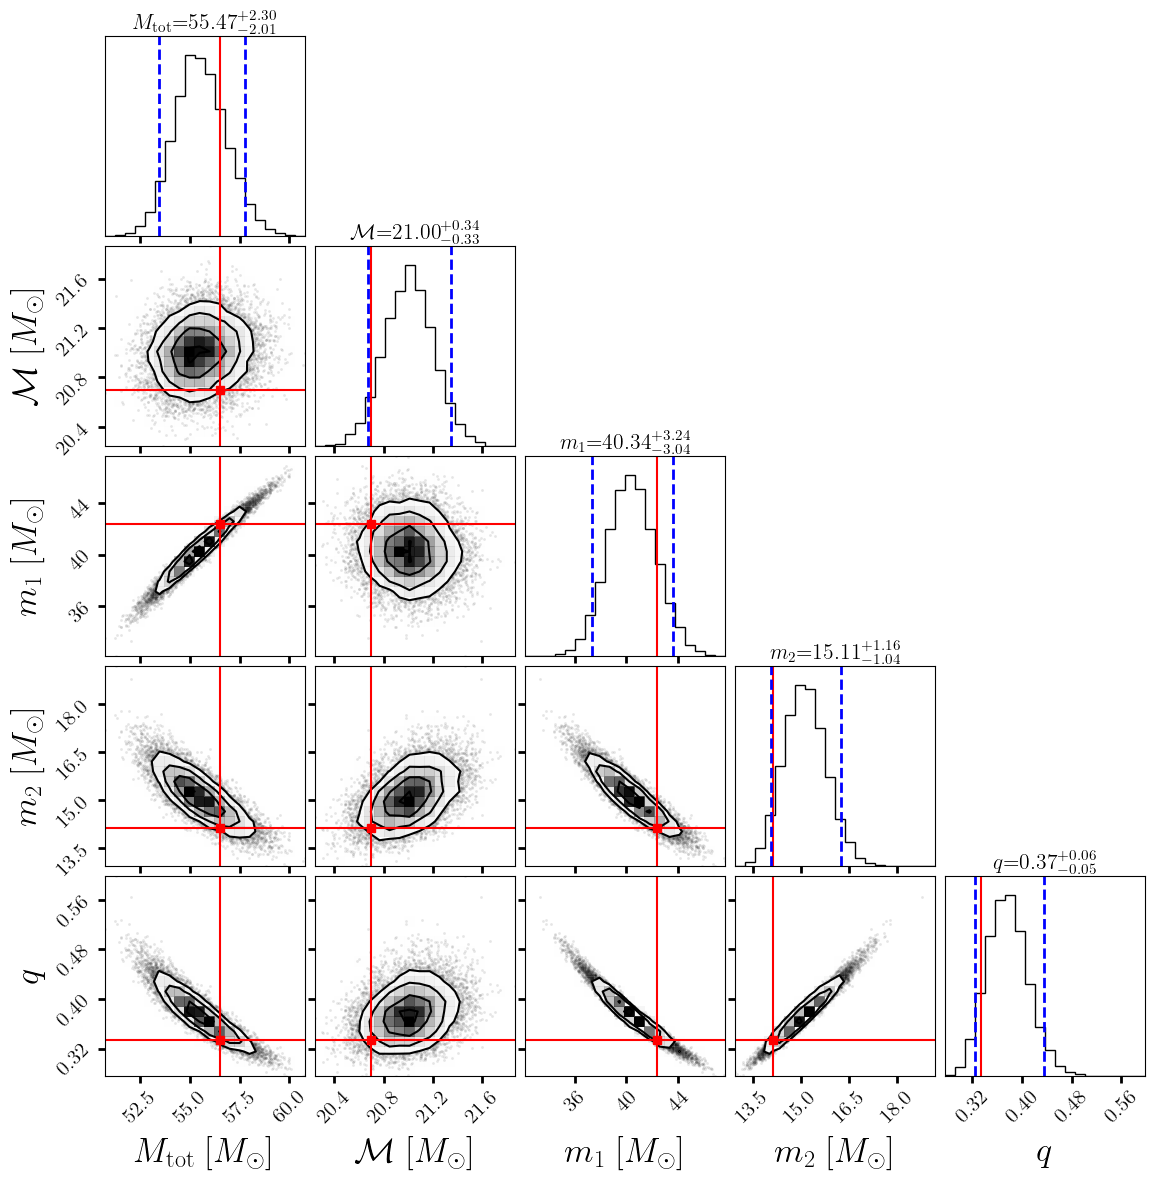 M_tot=55.47^{+2.30}_{-2.01}
ℳ=21.00^{+0.34}_{-0.33}
21.6
21.2
20.8
20.4
ℳ [M_⊙]
m_1=40.34^{+3.24}_{-3.04}
44
40
36
m_1 [M_⊙]
m_2=15.11^{+1.16}_{-1.04}
18.0
16.5
15.0
13.5
m_2 [M_⊙]
q=0.37^{+0.06}_{-0.05}
0.56
0.48
0.40
0.32
q
52.5 55.0 57.5 60.0 20.4 20.8 21.2 21.6 36 40 44 13.5 15.0 16.5 18.0 0.32 0.40 0.48 0.56
M_tot [M_⊙] ℳ [M_⊙] m_1 [M_⊙] m_2 [M_⊙] q